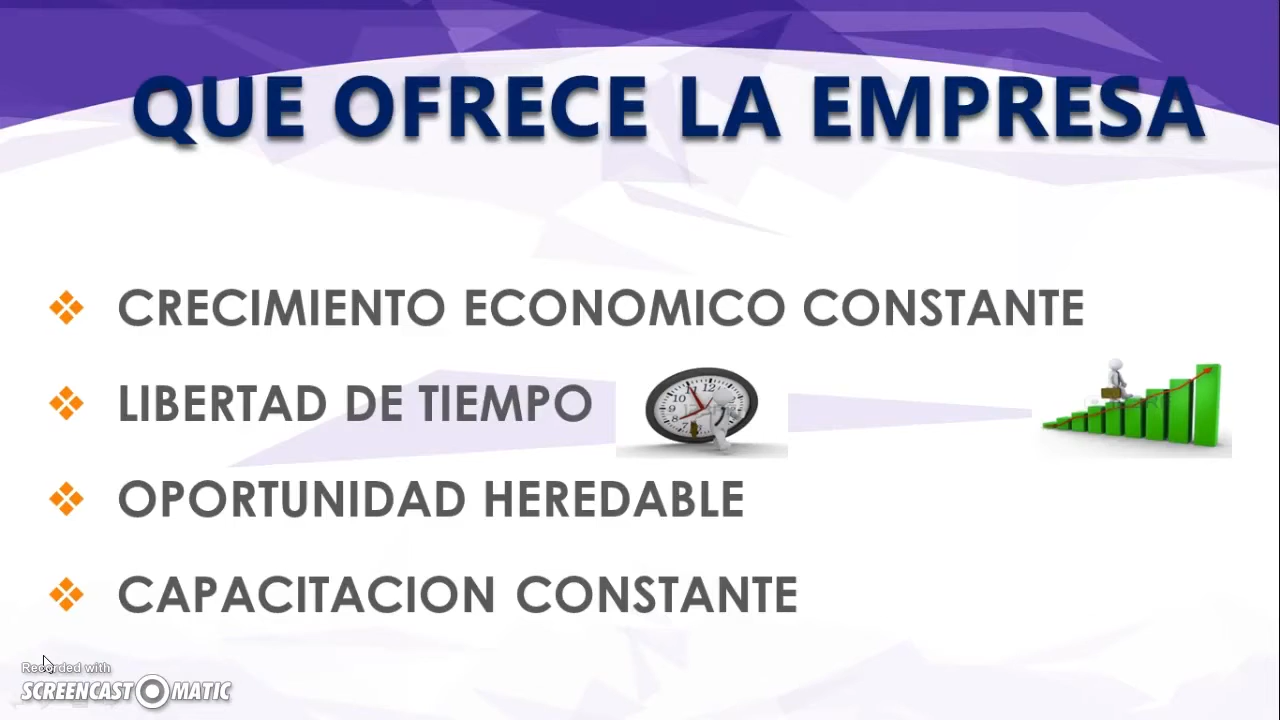 QUE OFRECE LA EMPRESA
CRECIMIENTO ECONOMICO CONSTANTE
LIBERTAD DE TIEMPO
OPORTUNIDAD HEREDABLE
CAPACITACION CONSTANTE
Recorded with
SCREENCAST MATIC